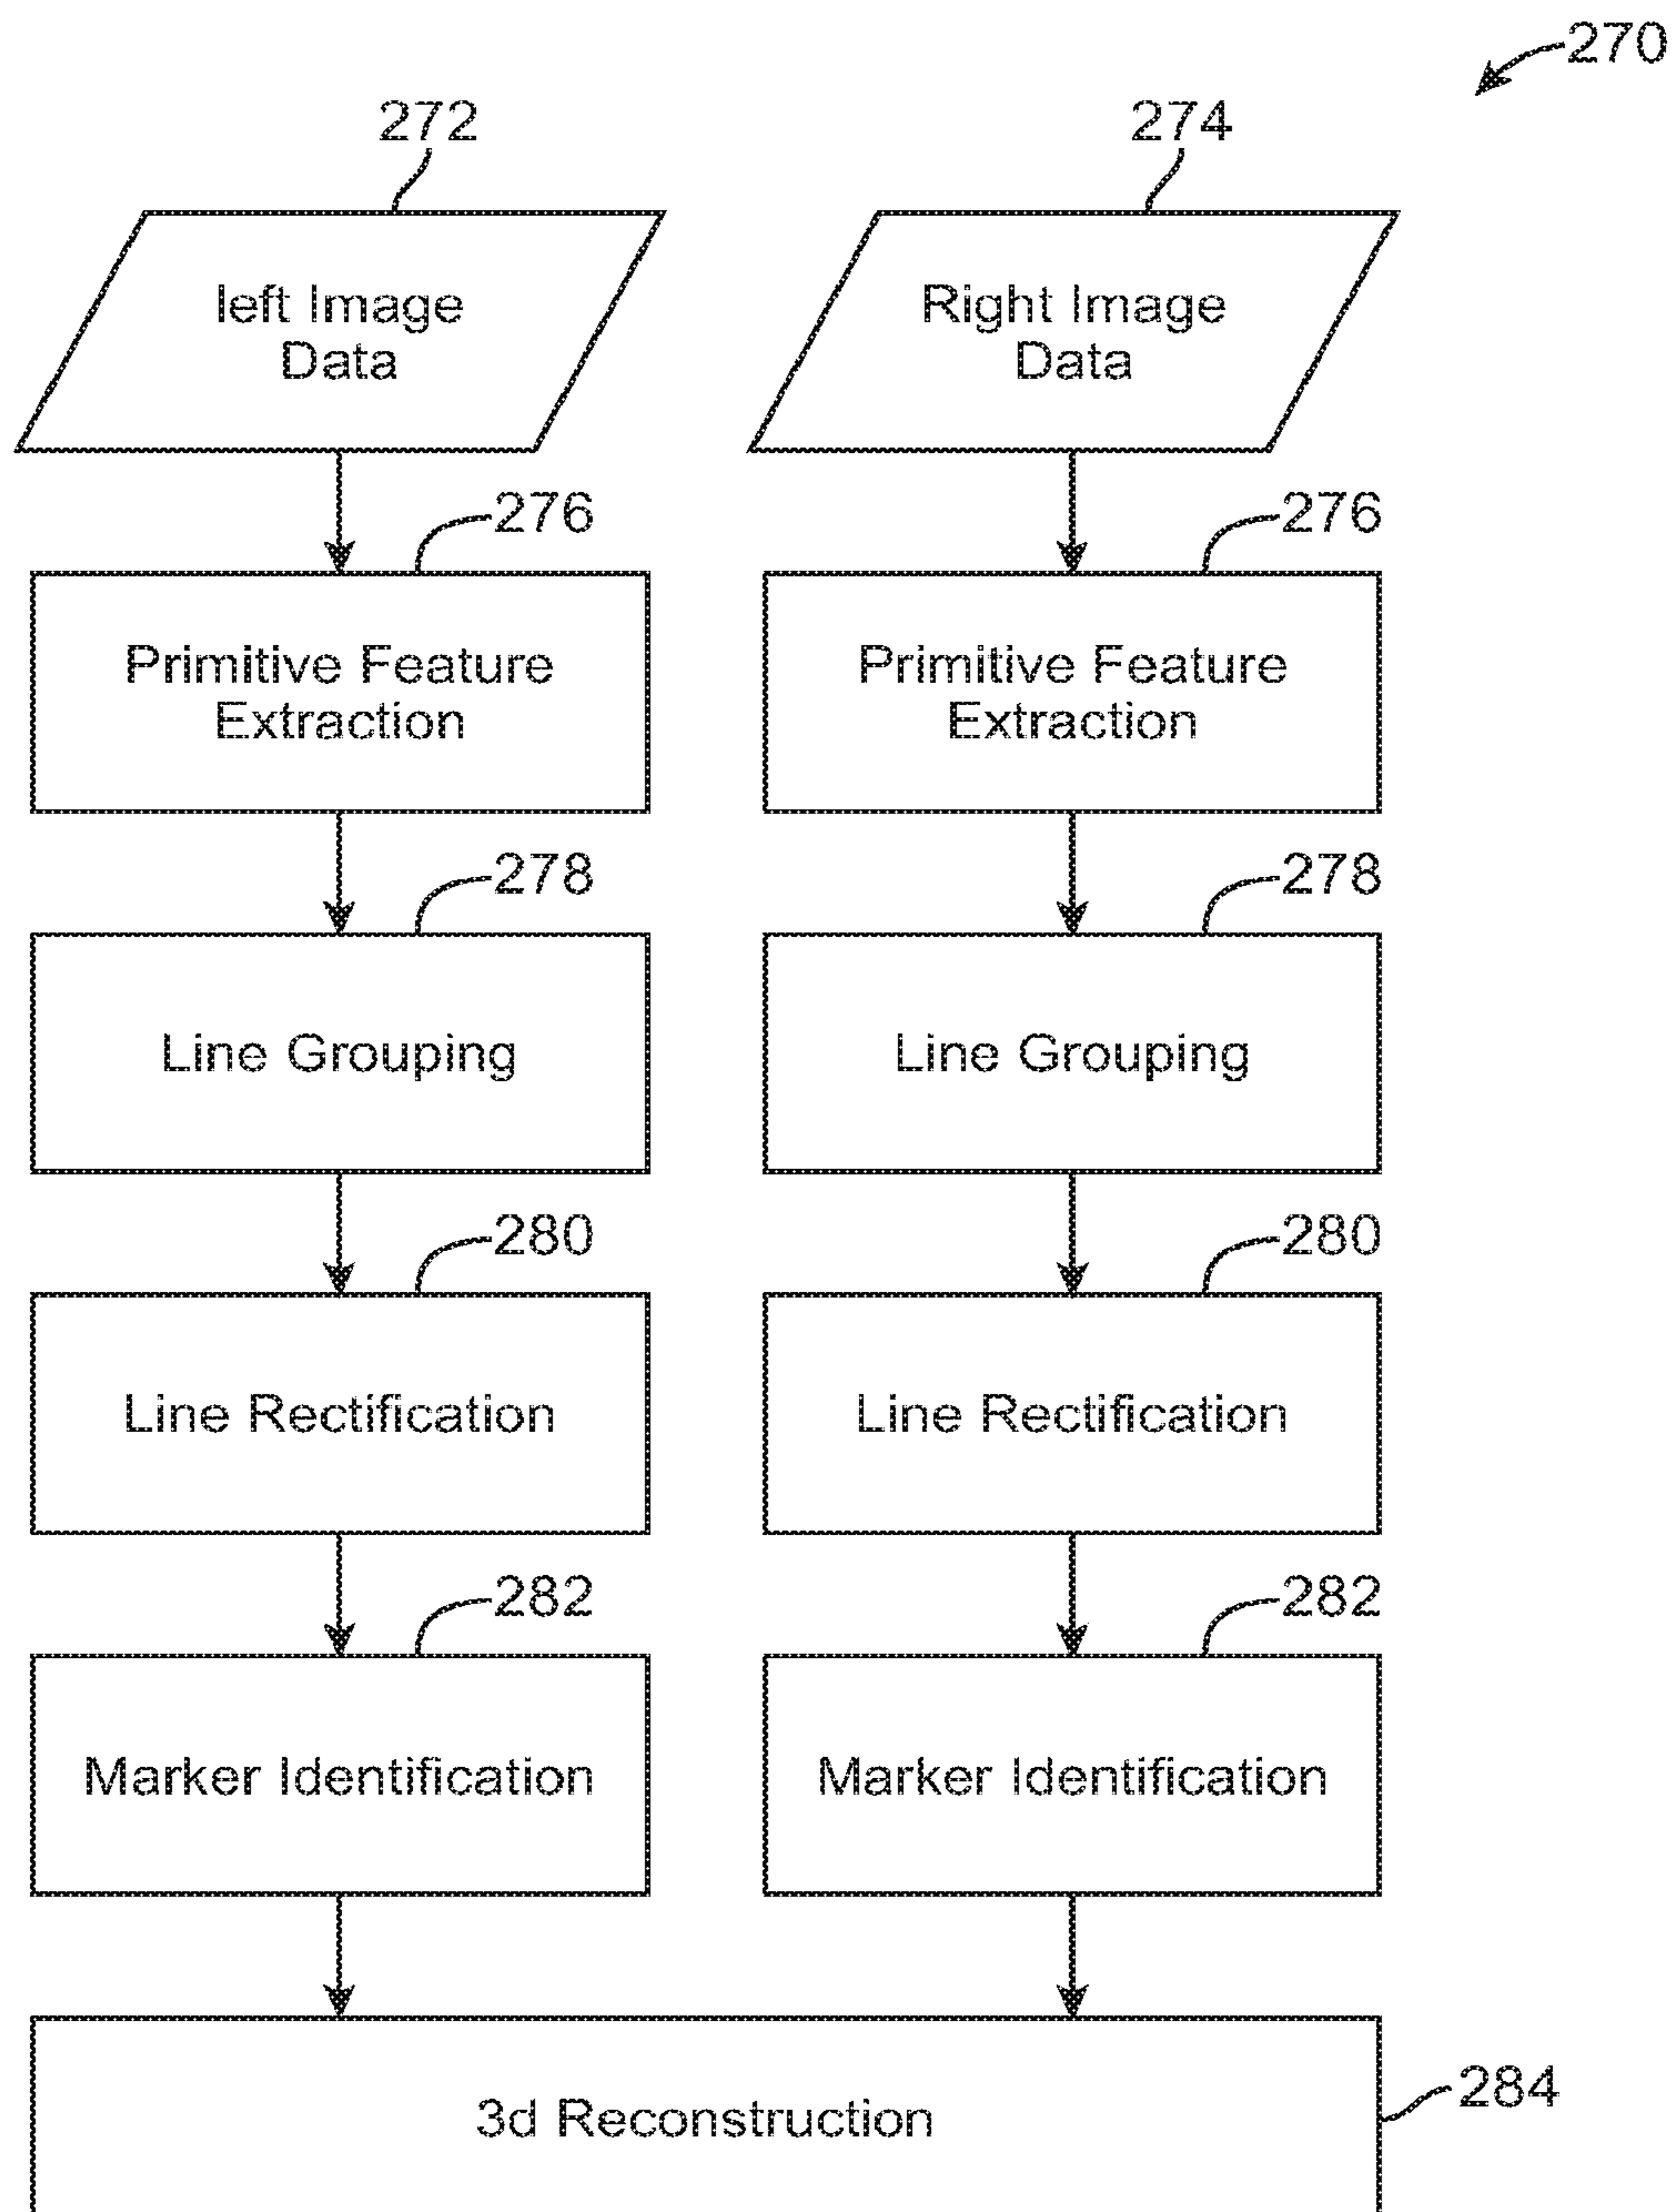 270
272
274
left Image
Data
Right Image
Data
276
276
Primitive Feature
Extraction
Primitive Feature
Extraction
278
278
Line Grouping
Line Grouping
280
280
Line Rectification
Line Rectification
282
282
Marker Identification
Marker Identification
284
3d Reconstruction